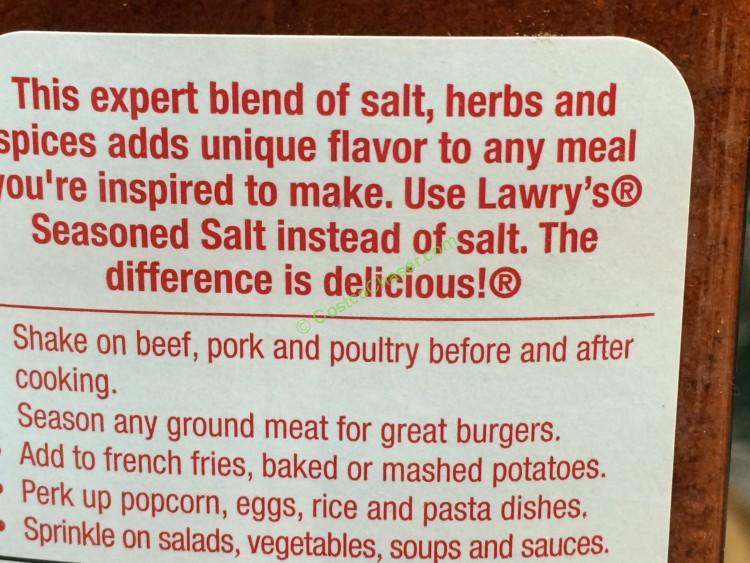 This expert blend of salt, herbs and
spices adds unique flavor to any meal
you're inspired to make. Use Lawry's®
Seasoned Salt instead of salt. The
difference is delicious!®
© CostcoChaser.com
Shake on beef, pork and poultry before and after
cooking.
Season any ground meat for great burgers.
• Add to french fries, baked or mashed potatoes.
• Perk up popcorn, eggs, rice and pasta dishes.
• Sprinkle on salads, vegetables, soups and sauces.